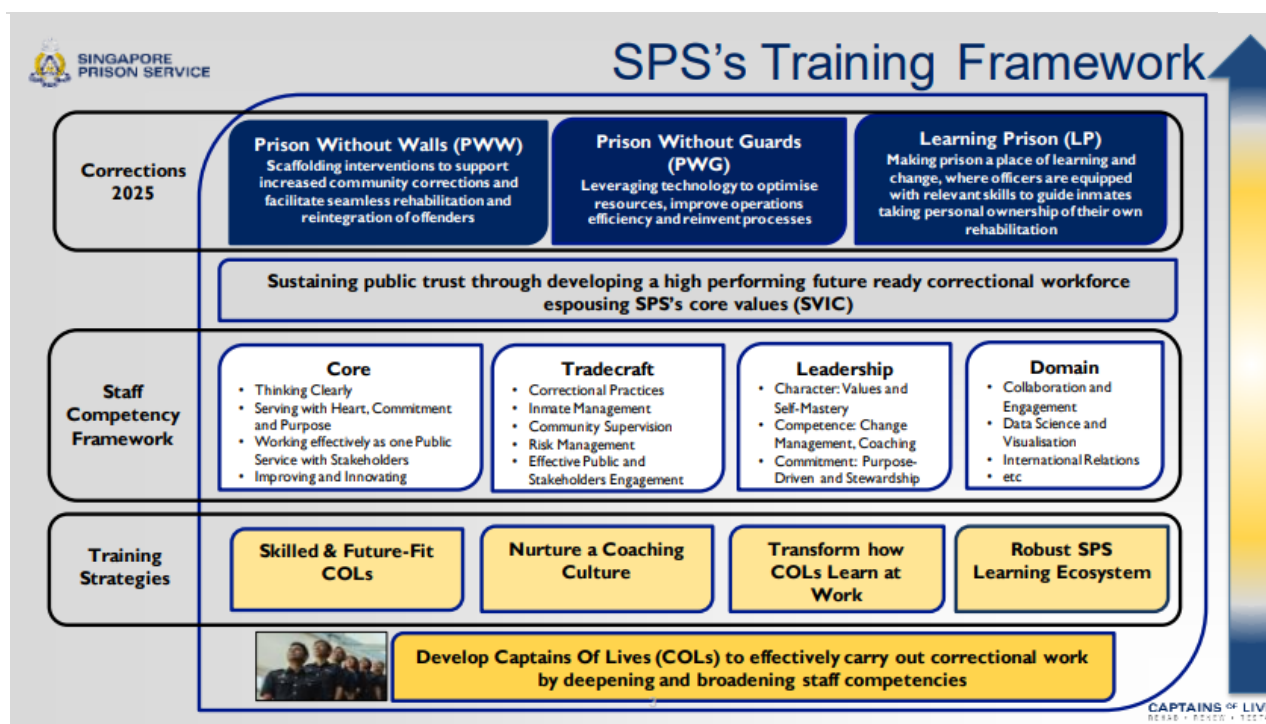 SINGAPORE
PRISON SERVICE
SPS's Training Framework
Corrections
2025
Prison Without Walls (PWW)
Scaffolding interventions to support
increased community corrections and
facilitate seamless rehabilitation and
reintegration of offenders
Prison Without Guards
(PWG)
Leveraging technology to optimise
resources, improve operations
efficiency and reinvent processes
Learning Prison (LP)
Making prison a place of learning and
change, where officers are equipped
with relevant skills to guide inmates
taking personal ownership of their own
rehabilitation
Sustaining public trust through developing a high performing future ready correctional workforce
espousing SPS's core values (SVIC)
Staff
Competency
Framework
Core
• Thinking Clearly
• Serving with Heart, Commitment
and Purpose
• Working effectively as one Public
Service with Stakeholders
• Improving and Innovating
Tradecraft
• Correctional Practices
• Inmate Management
• Community Supervision
• Risk Management
• Effective Public and
Stakeholders Engagement
Leadership
• Character: Values and
Self-Mastery
• Competence: Change
Management, Coaching
• Commitment: Purpose-
Driven and Stewardship
Domain
• Collaboration and
Engagement
• Data Science and
Visualisation
• International Relations
• etc
Training
Strategies
Skilled & Future-Fit
COLs
Nurture a Coaching
Culture
Transform how
COLs Learn at
Work
Robust SPS
Learning Ecosystem
Develop Captains Of Lives (COLs) to effectively carry out correctional work
by deepening and broadening staff competencies
CAPTAINS OF LIV